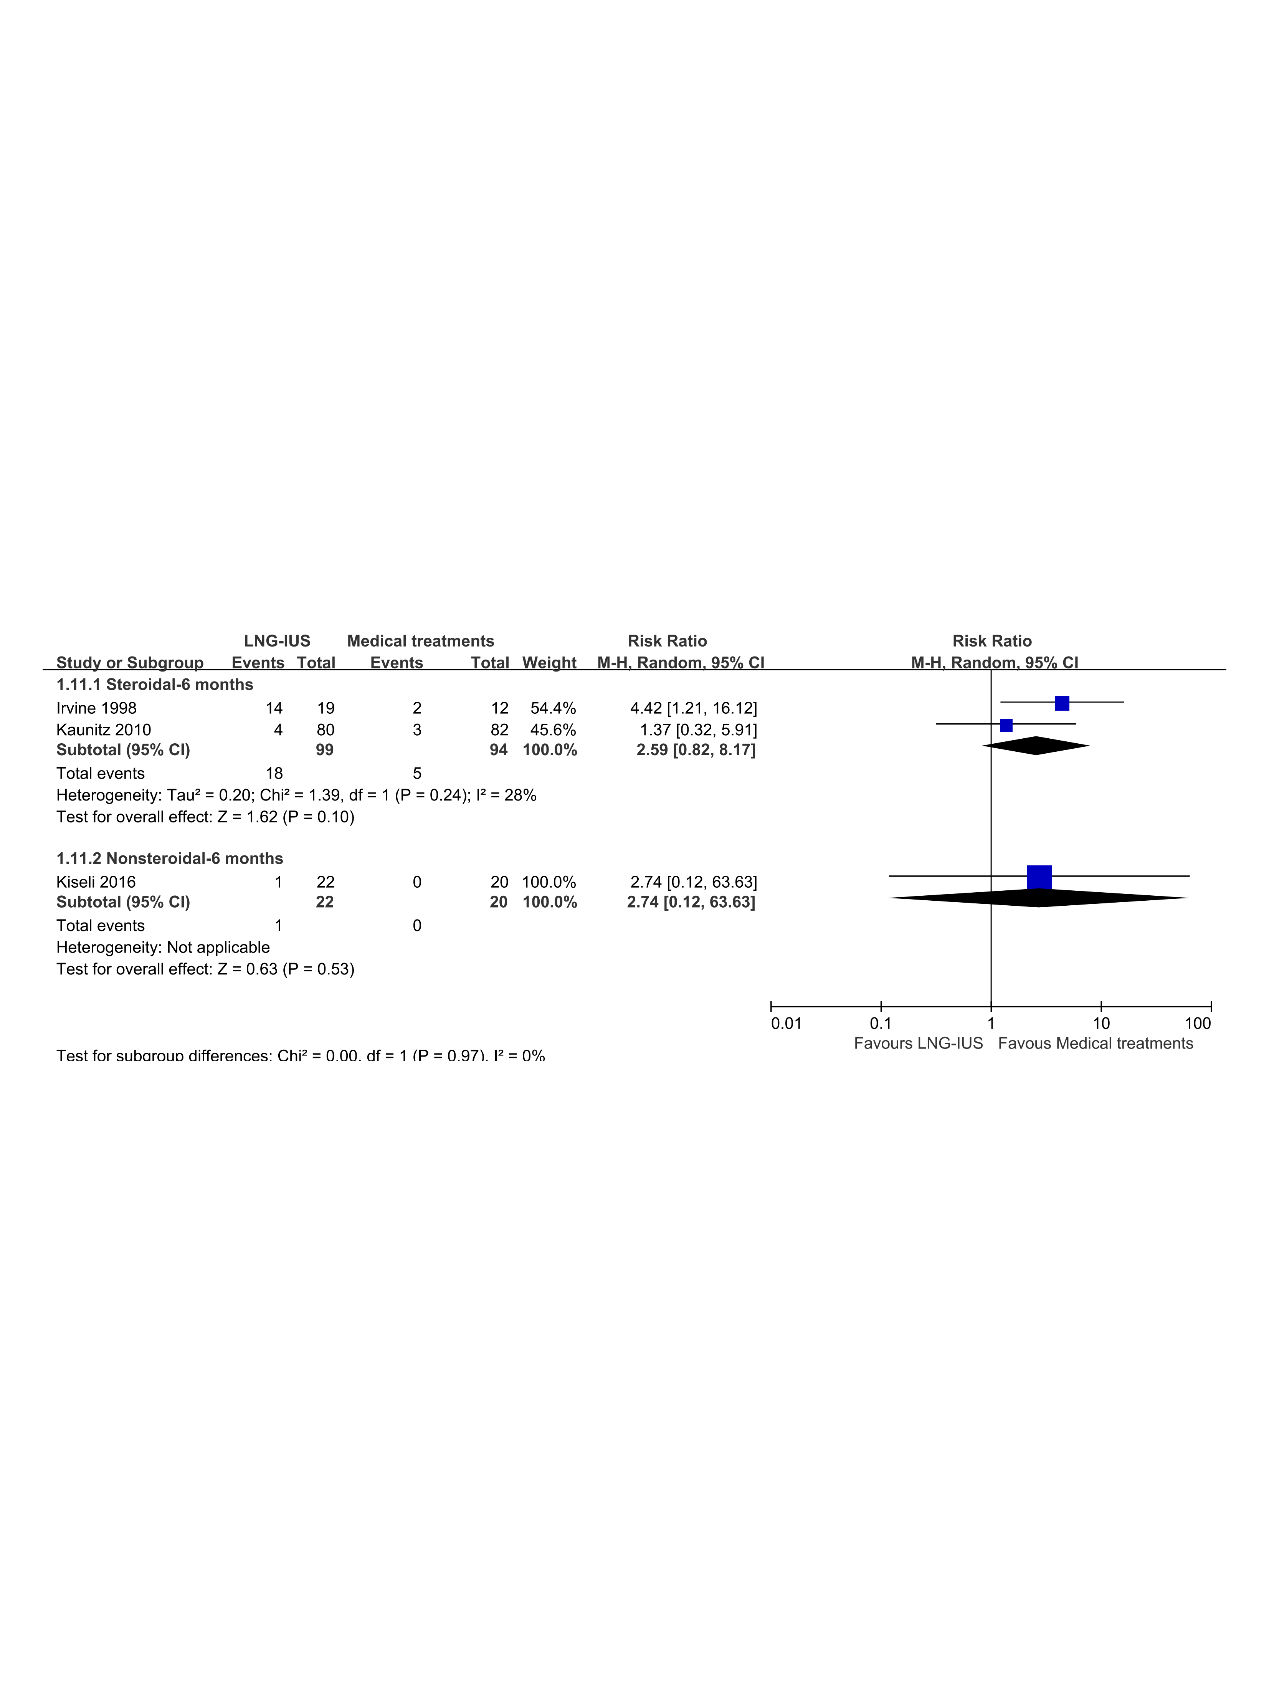 LNG-IUS Medical treatments Risk Ratio Risk Ratio
Study or Subgroup Events Total Events Total Weight M-H, Random, 95% CI M-H, Random, 95% CI
1.11.1 Steroidal-6 months
Irvine 1998 14 19 2 12 54.4% 4.42 [1.21, 16.12]
Kaunitz 2010 4 80 3 82 45.6% 1.37 [0.32, 5.91]
Subtotal (95% CI) 99 94 100.0% 2.59 [0.82, 8.17]
Total events 18 5
Heterogeneity: Tau² = 0.20; Chi² = 1.39, df = 1 (P = 0.24); I² = 28%
Test for overall effect: Z = 1.62 (P = 0.10)
1.11.2 Nonsteroidal-6 months
Kiseli 2016 1 22 0 20 100.0% 2.74 [0.12, 63.63]
Subtotal (95% CI) 22 20 100.0% 2.74 [0.12, 63.63]
Total events 1 0
Heterogeneity: Not applicable
Test for overall effect: Z = 0.63 (P = 0.53)
0.01 0.1 1 10 100
Favours LNG-IUS Favous Medical treatments
Test for subgroup differences: Chi² = 0.00, df = 1 (P = 0.97), I² = 0%